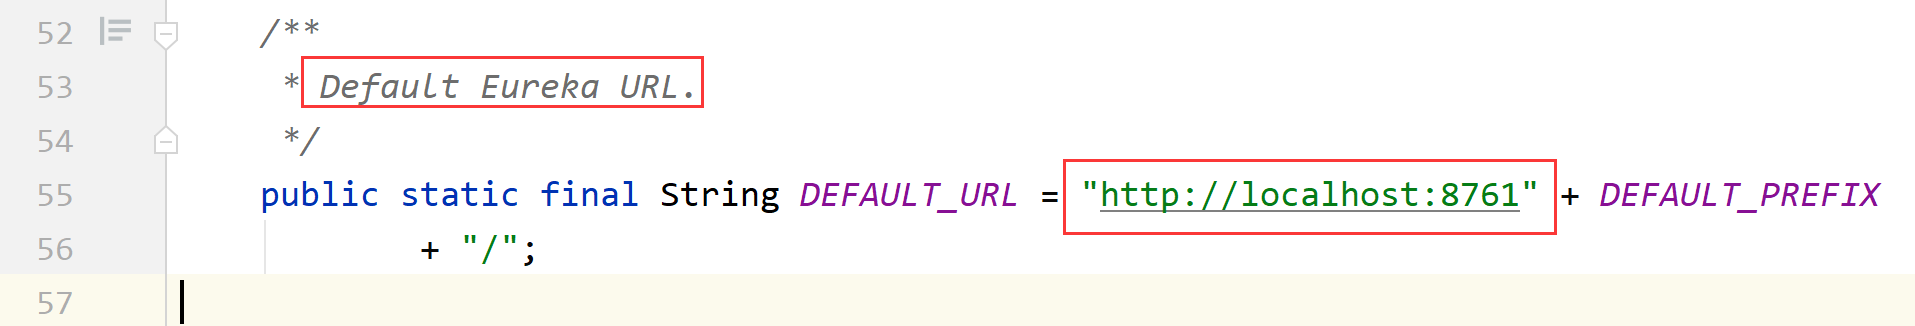 52 /**
53 * Default Eureka URL.
54 */
55 public static final String DEFAULT_URL = "http://localhost:8761" + DEFAULT_PREFIX
56 + "/";
57